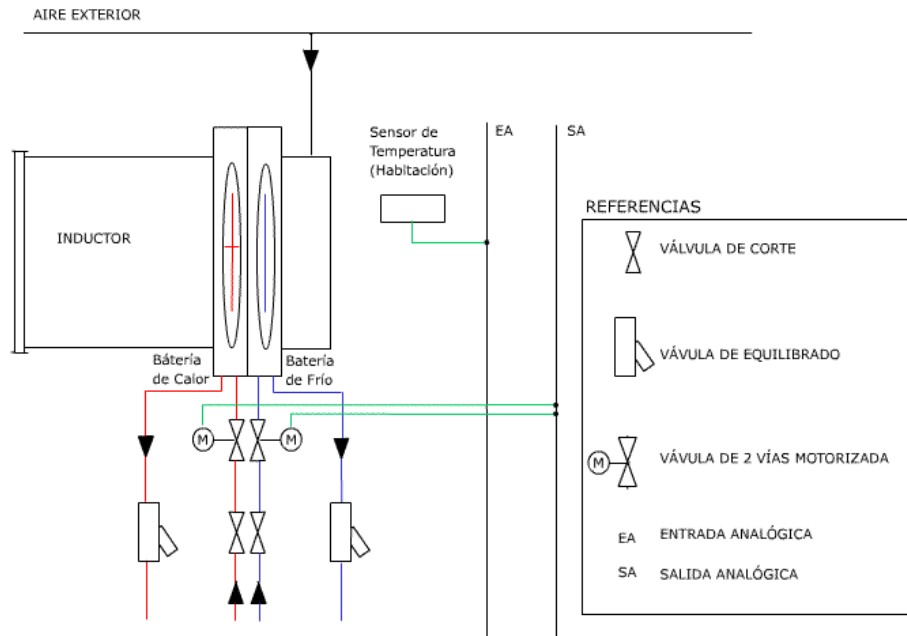 AIRE EXTERIOR
Sensor de
Temperatura
(Habitación)
EA
SA
INDUCTOR
Bátería
de Calor
Batería
de Frío
M
M
REFERENCIAS
VÁLVULA DE CORTE
VÁVULA DE EQUILIBRADO
M
VÁVULA DE 2 VÍAS MOTORIZADA
EA ENTRADA ANALÓGICA
SA SALIDA ANALÓGICA